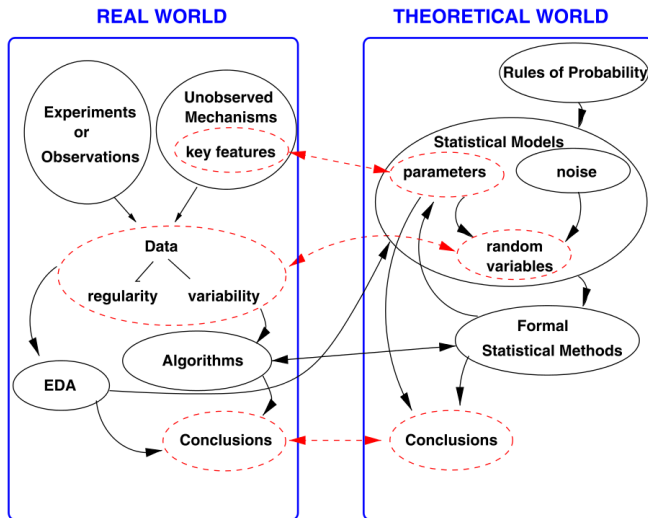 REAL WORLD
THEORETICAL WORLD
Experiments
or
Observations
Unobserved
Mechanisms
key features
Data
regularity
variability
Algorithms
EDA
Conclusions
Rules of Probability
Statistical Models
parameters
noise
random
variables
Formal
Statistical Methods
Conclusions